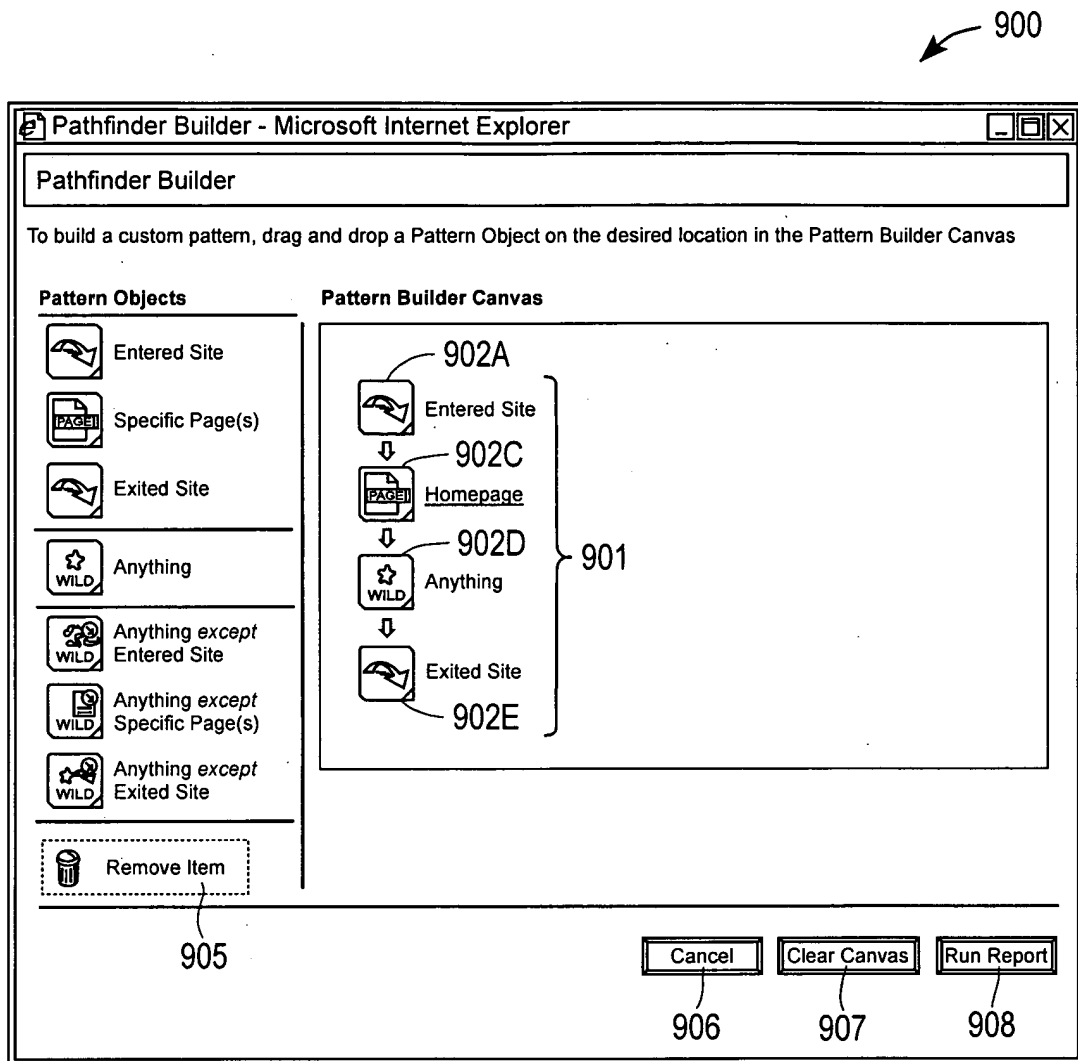 900
Pathfinder Builder - Microsoft Internet Explorer
Pathfinder Builder
To build a custom pattern, drag and drop a Pattern Object on the desired location in the Pattern Builder Canvas
Pattern Objects
Entered Site
PAGE
Specific Page(s)
Exited Site
WILD
Anything
WILD
Anything except
Entered Site
WILD
Anything except
Specific Page(s)
WILD
Anything except
Exited Site
Remove Item
905
Pattern Builder Canvas
902A
Entered Site
902C
PAGE
Homepage
902D
WILD
Anything
901
Exited Site
902E
Cancel
Clear Canvas
Run Report
906
907
908